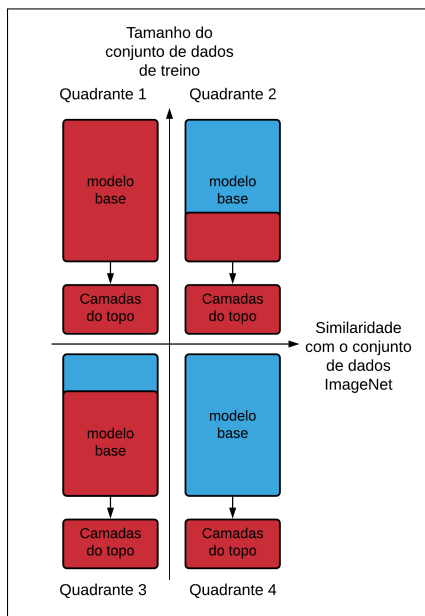 Tamanho do
conjunto de dados
de treino
Quadrante 1
Quadrante 2
modelo
base
modelo
base
Camadas
do topo
Camadas
do topo
Similaridade
com o conjunto
de dados
ImageNet
modelo
base
modelo
base
Camadas
do topo
Camadas
do topo
Quadrante 3
Quadrante 4